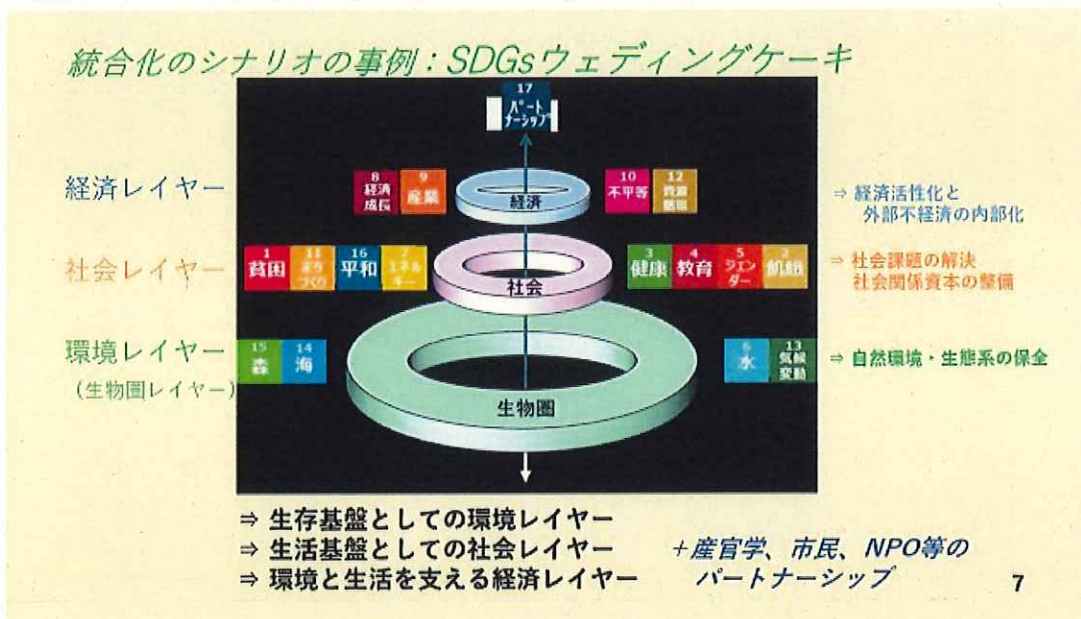 統合化のシナリオの事例：SDGsウェディングケーキ
17
パート
ナーシップ
経済レイヤー
8
経済
成長
9
産業
経済
10
不平等
12
資源
循環
⇒ 経済活性化と
外部不経済の内部化
社会レイヤー
1
貧困
11
まち
づくり
16
平和
7
エネル
ギー
社会
3
健康
4
教育
5
ジェン
ダー
2
飢餓
⇒ 社会課題の解決
社会関係資本の整備
環境レイヤー
(生物圏レイヤー)
15
森
14
海
生物圏
6
水
13
気候
変動
⇒ 自然環境・生態系の保全
⇒ 生存基盤としての環境レイヤー
⇒ 生活基盤としての社会レイヤー
⇒ 環境と生活を支える経済レイヤー
＋産官学、市民、NPO等の
パートナーシップ
7